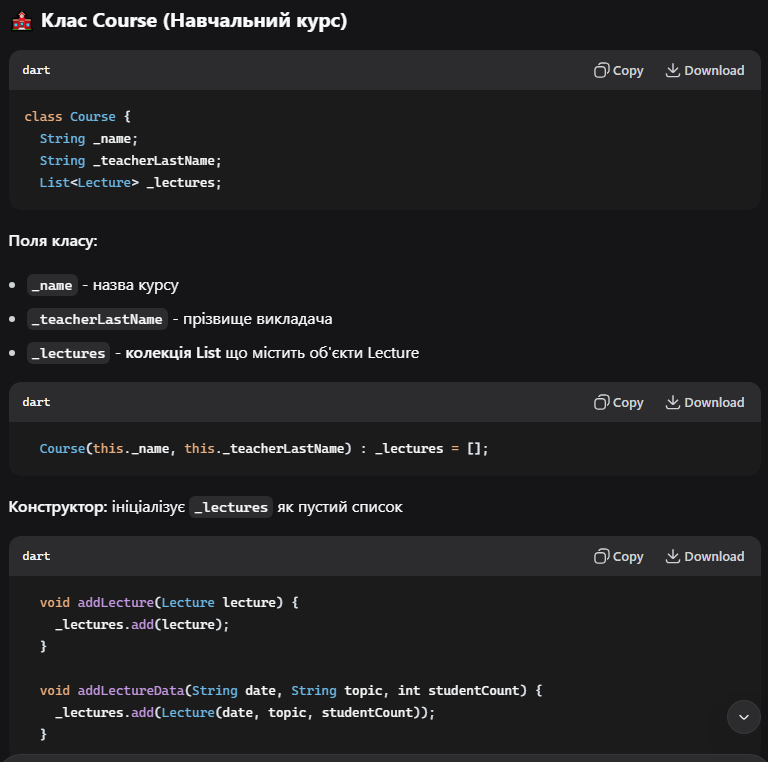 Клас Course (Навчальний курс)
dart
Copy
Download
class Course {
String _name;
String _teacherLastName;
List<Lecture> _lectures;
Поля класу:
_name - назва курсу
_teacherLastName - прізвище викладача
_lectures - колекція List що містить об'єкти Lecture
dart
Copy
Download
Course(this._name, this._teacherLastName) : _lectures = [];
Конструктор: ініціалізує _lectures як пустий список
dart
Copy
Download
void addLecture(Lecture lecture) {
_lectures.add(lecture);
}
void addLectureData(String date, String topic, int studentCount) {
_lectures.add(Lecture(date, topic, studentCount));
}